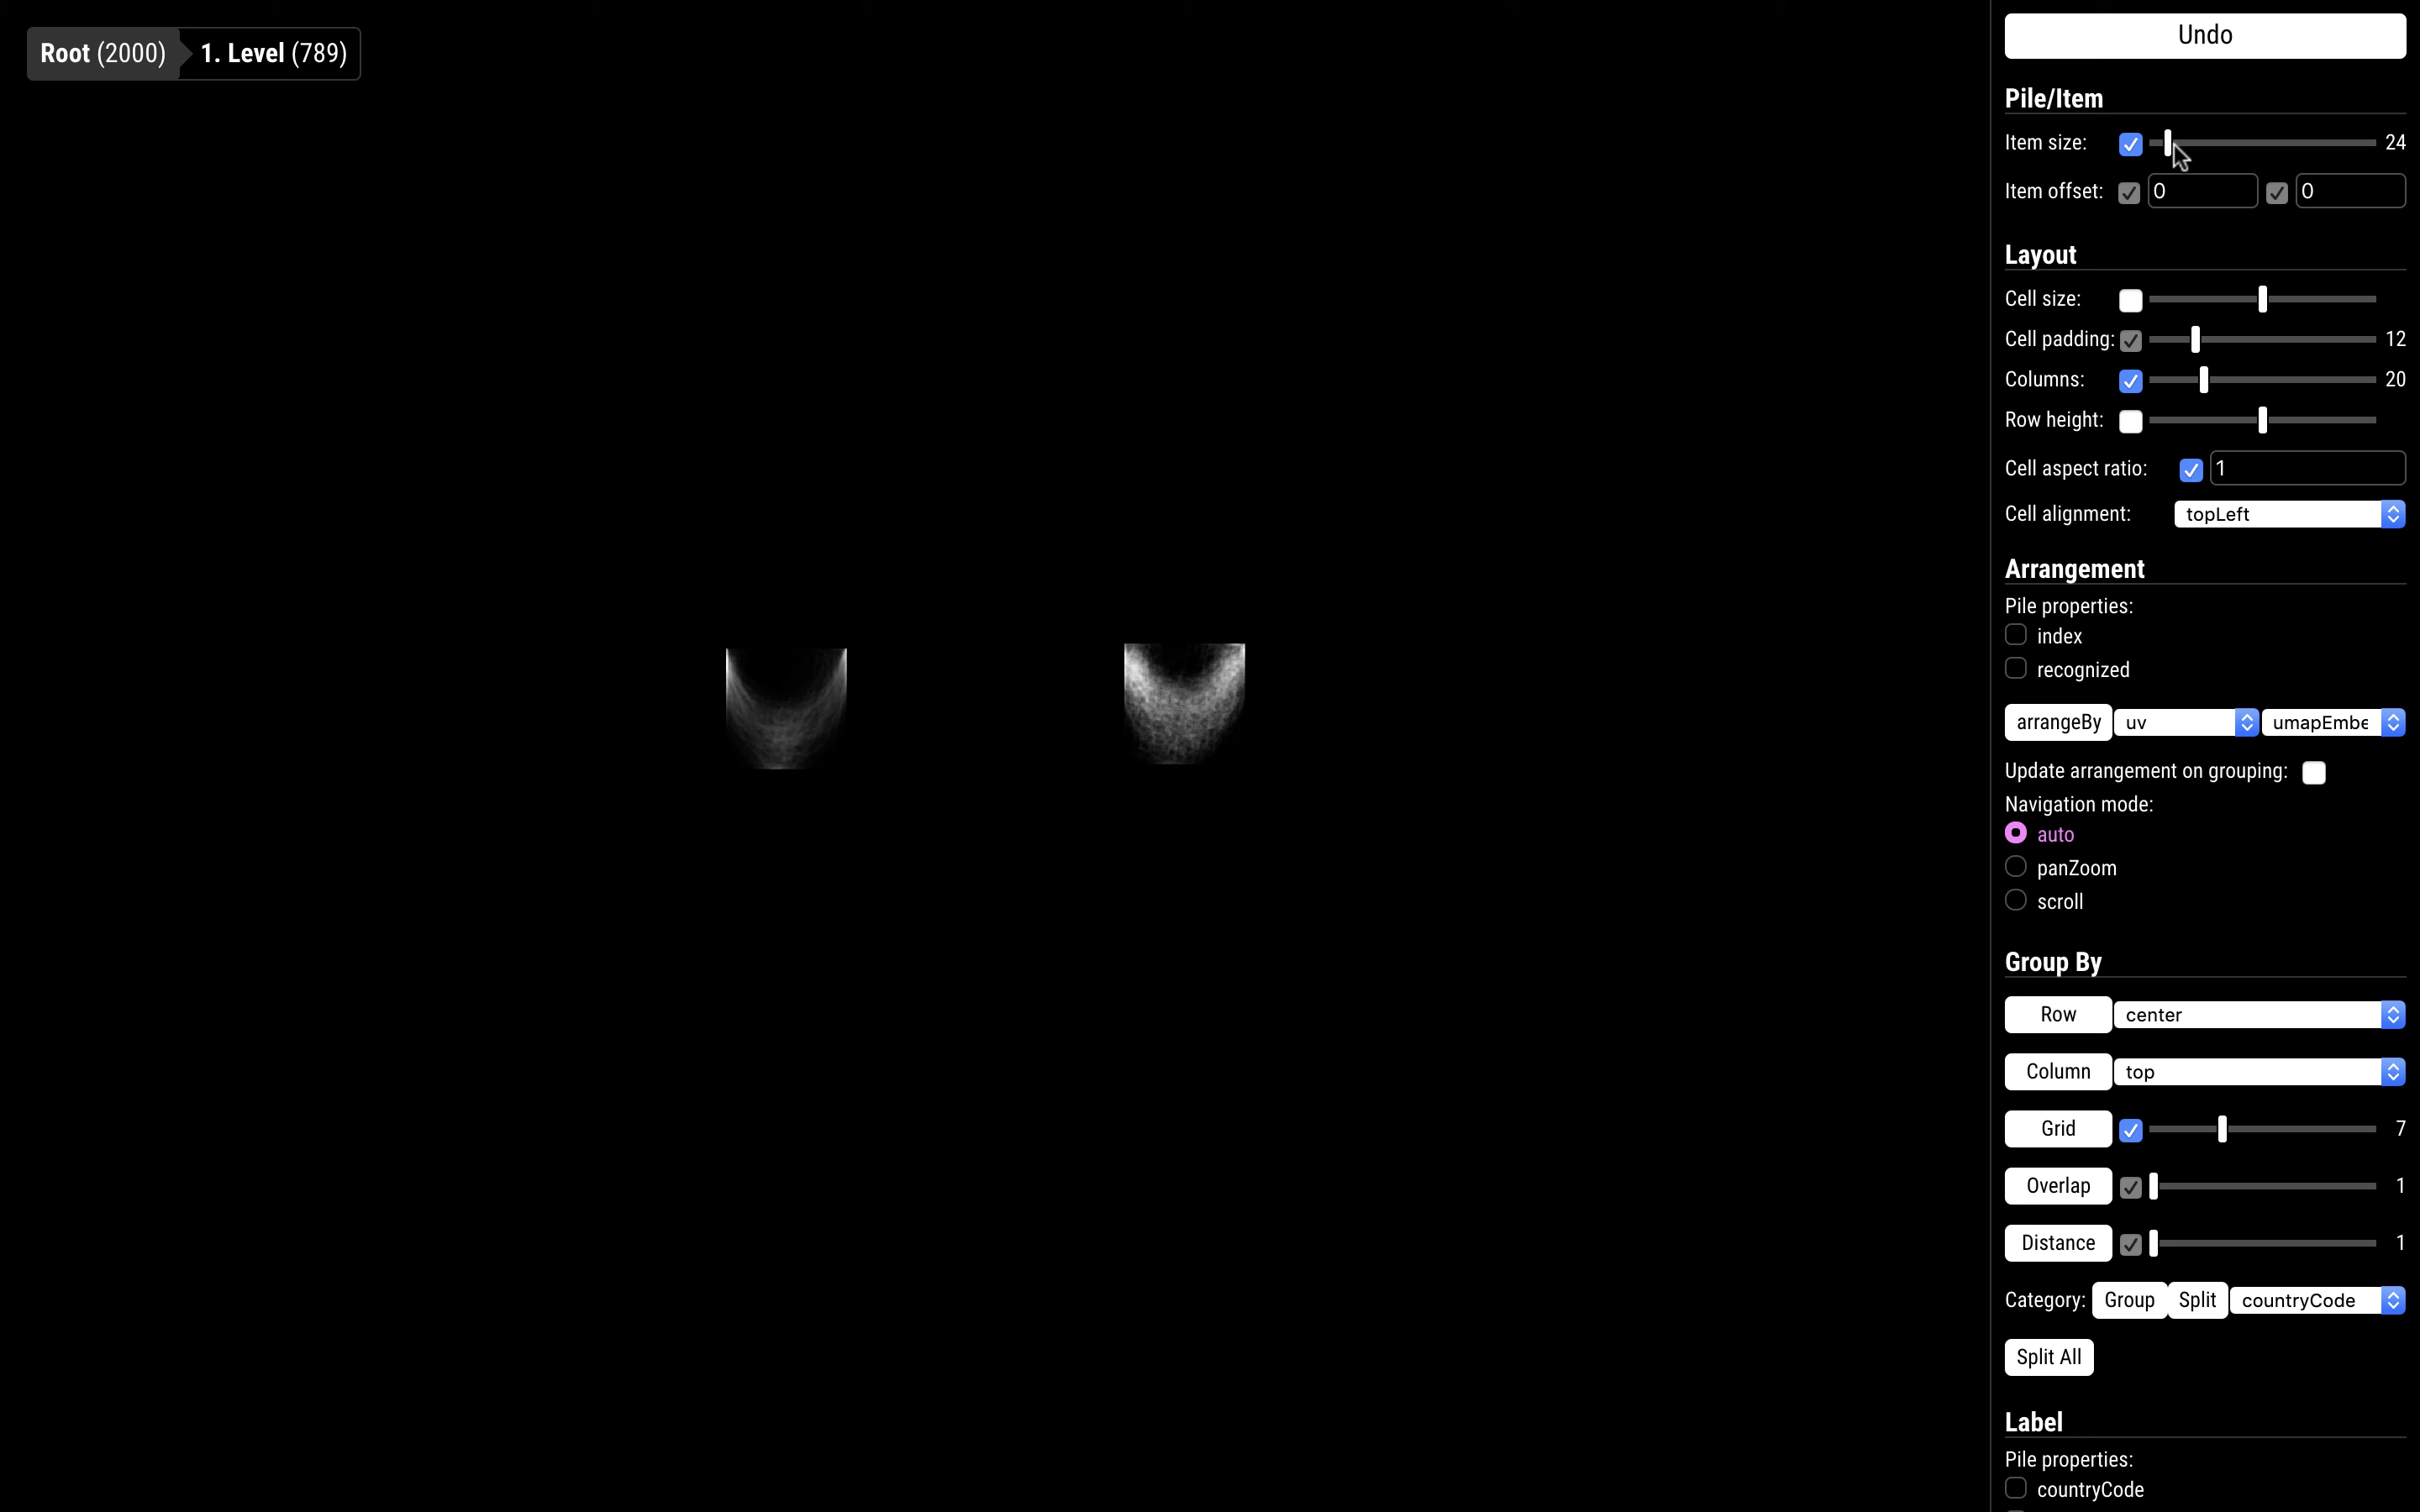 Root (2000) 1. Level (789)
Undo
Pile/Item
Item size: 24
Item offset: 0 0
Layout
Cell size:
Cell padding: 12
Columns: 20
Row height:
Cell aspect ratio: 1
Cell alignment: topLeft
Arrangement
Pile properties:
index
recognized
arrangeBy uv umapEmbe
Update arrangement on grouping:
Navigation mode:
auto
panZoom
scroll
Group By
Row center
Column top
Grid 7
Overlap 1
Distance 1
Category: Group Split countryCode
Split All
Label
Pile properties:
countryCode